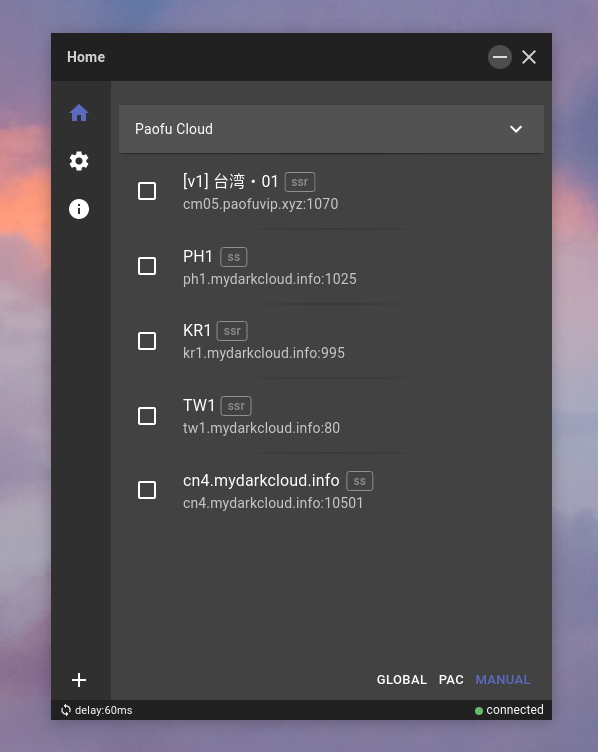 Home
Paofu Cloud
[v1] 台湾・01 ssr
cm05.paofuvip.xyz:1070
PH1 ss
ph1.mydarkcloud.info:1025
KR1 ssr
kr1.mydarkcloud.info:995
TW1 ssr
tw1.mydarkcloud.info:80
cn4.mydarkcloud.info ss
cn4.mydarkcloud.info:10501
GLOBAL PAC MANUAL
delay:60ms connected